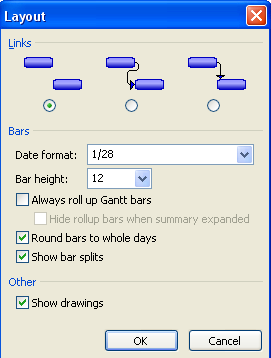 Layout
Links
Bars
Date format: 1/28
Bar height: 12
Always roll up Gantt bars
Hide rollup bars when summary expanded
Round bars to whole days
Show bar splits
Other
Show drawings
OK Cancel